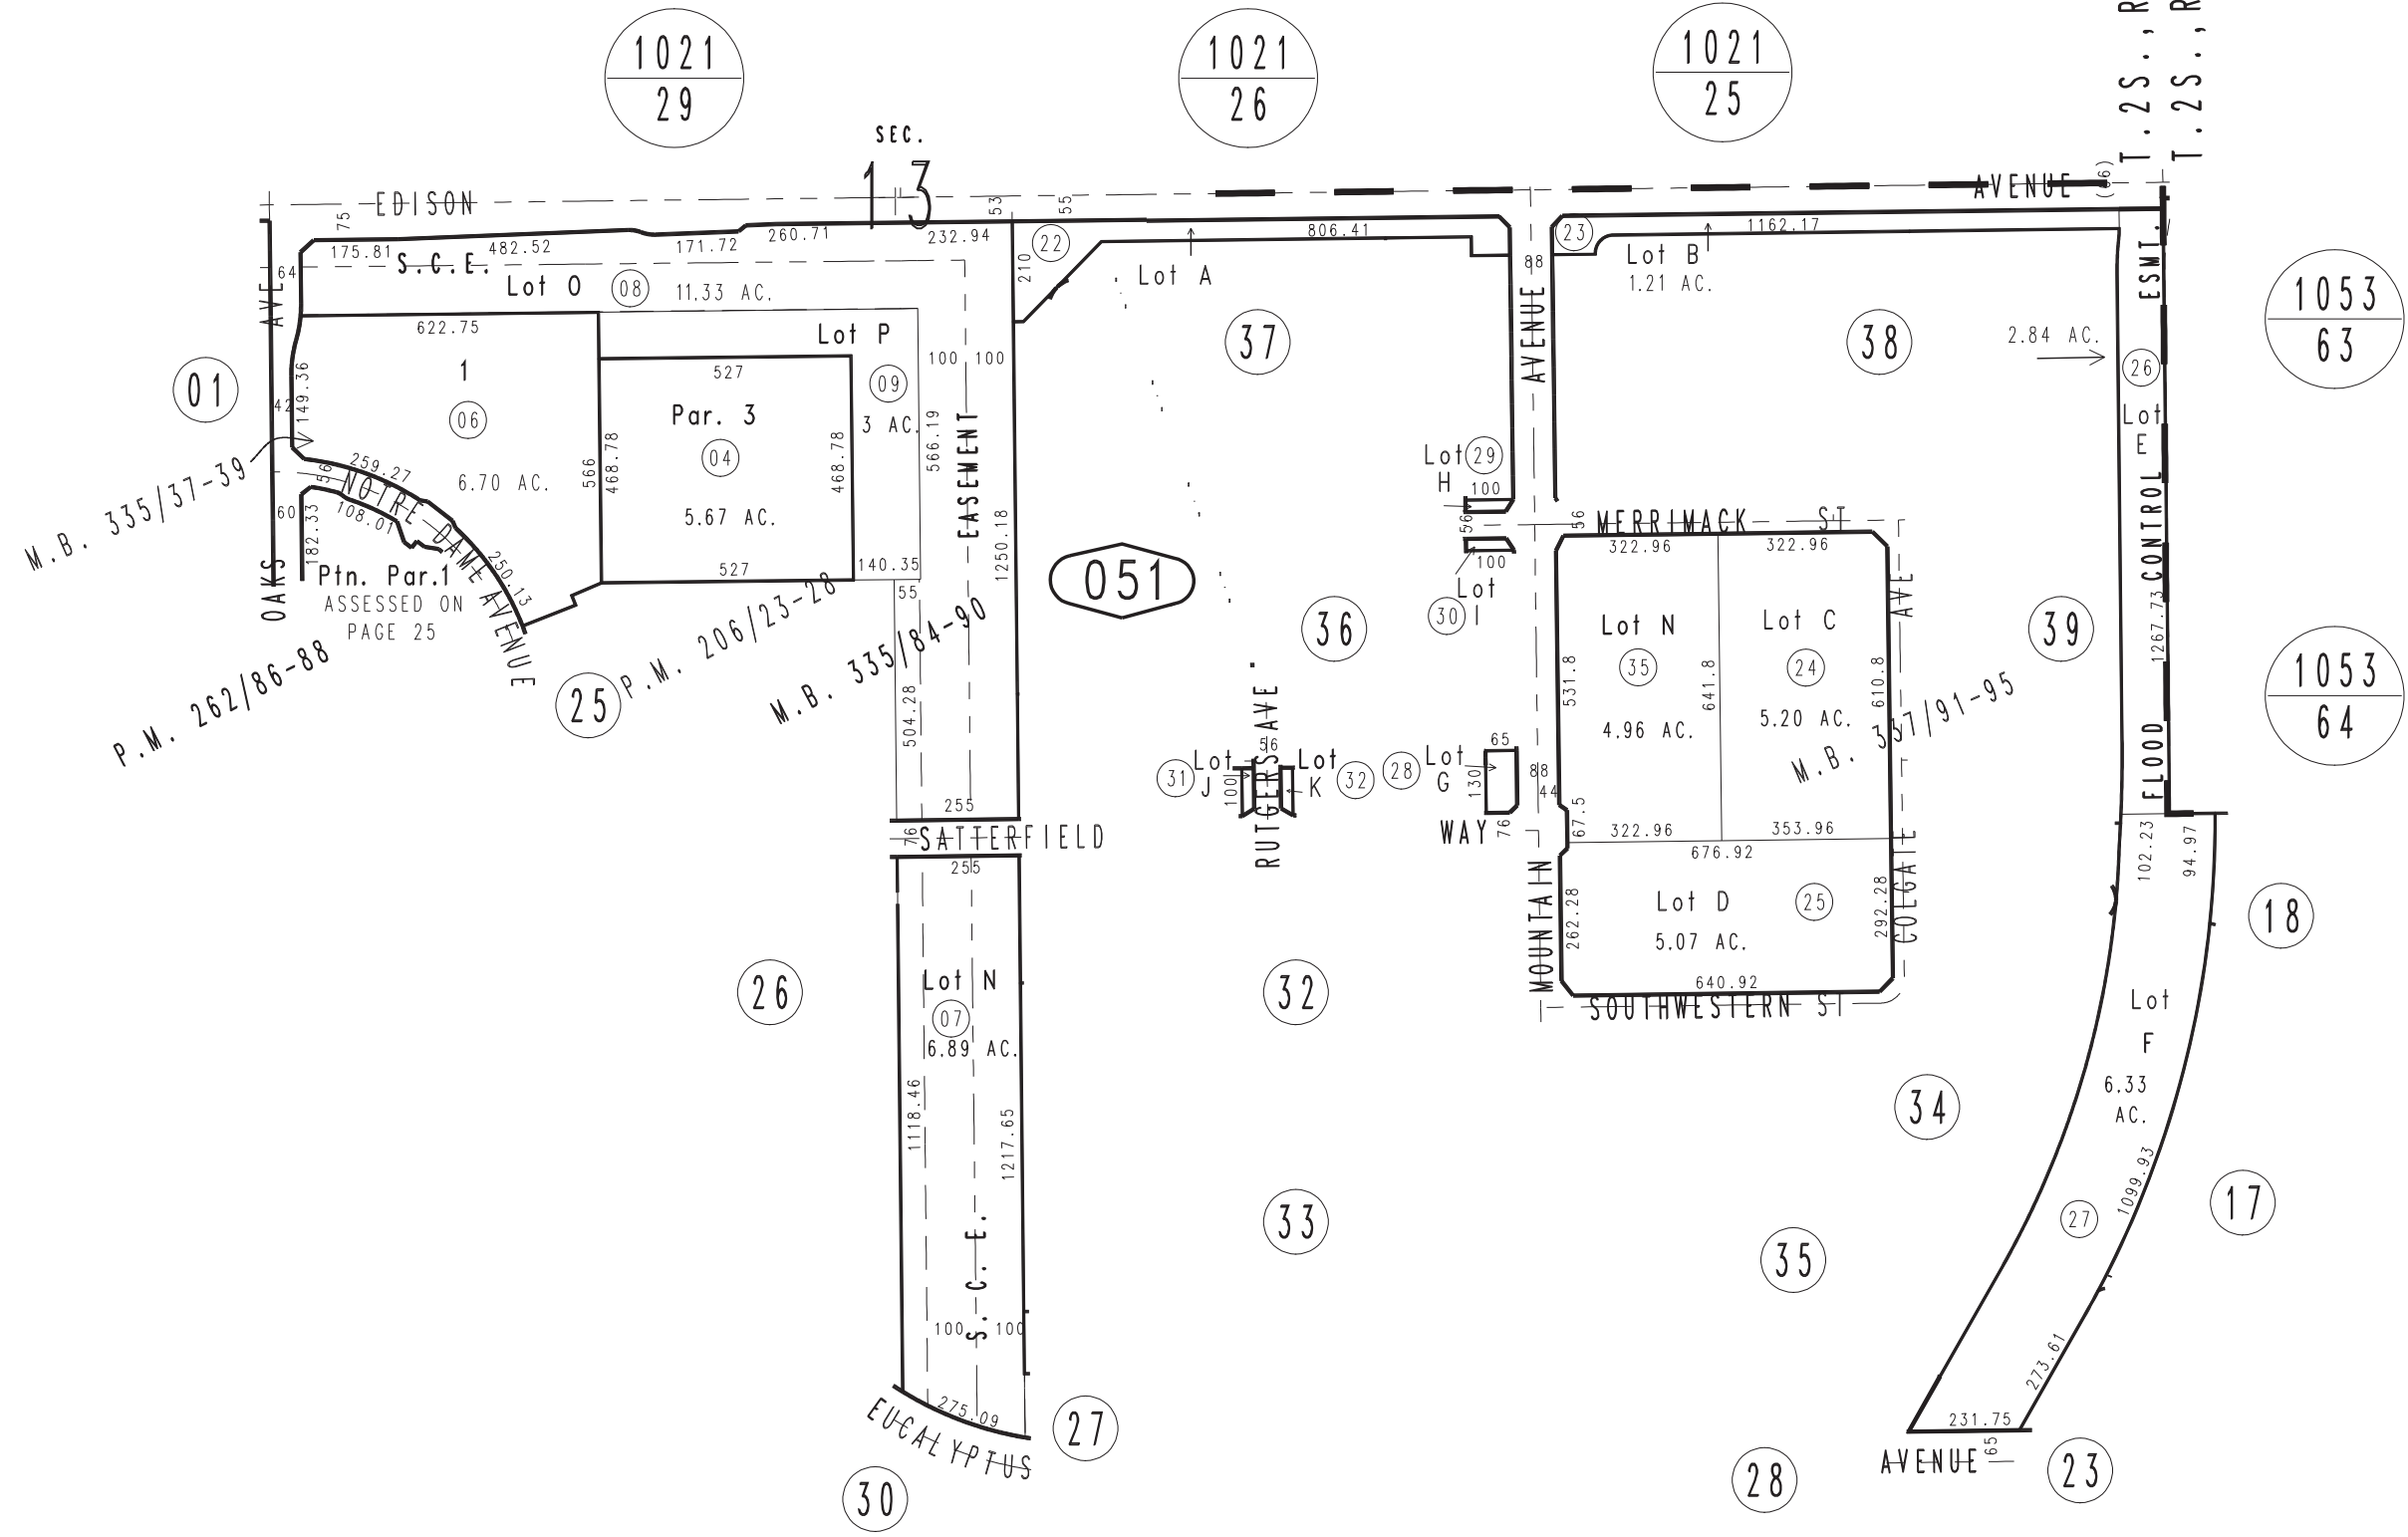 1021
29
1021
26
1021
25
T.2S., R
T.2S., R
SEC.
13
EDISON
AVENUE
(66)
75
53
55
175.81
482.52
171.72
260.71
232.94
22
806.41
23
1162.17
S.C.E.
64
Lot O
08
11.33 AC.
210
Lot A
88
Lot B
1.21 AC.
ESMT.
1053
63
AVE
622.75
Lot P
37
AVENUE
38
2.84 AC.
26
1
527
100
100
01
149.36
42
06
Par. 3
09
3 AC.
Lot
E
04
566.19
EASEMENT
M.B. 335/37-39
259.27
56
6.70 AC.
566
468.78
468.78
Lot
H
29
100
NOTRE DAME AVENUE
60
182.33
108.01
5.67 AC.
1250.18
56
56
MERRIMACK
ST
322.96
322.96
CONTROL
OAKS
Ptn. Par.1
ASSESSED ON
PAGE 25
250.13
527
140.35
55
051
100
Lot
I
30
AVE
P.M. 262/86-88
25
P.M. 206/23-28
M.B. 335/84-90
36
Lot N
35
4.96 AC.
Lot C
24
5.20 AC.
39
1267.73
531.8
641.8
610.8
M.B. 337/91-95
1053
64
504.28
RUTGERS AVE
56
31
Lot
J
100
Lot
K
32
28
Lot
G
65
130
88
44
FLOOD
255
76
SATTERFIELD
WAY
76
67.5
322.96
353.96
676.92
102.23
94.97
255
MOUNTAIN
262.28
Lot D
25
5.07 AC.
292.28
COLGATE
18
26
Lot N
07
6.89 AC.
32
640.92
SOUTHWESTERN ST
Lot
F
6.33
AC.
1118.46
1217.65
34
1099.93
33
27
17
S. C. E.
35
100
100
273.61
275.09
EUCALYPTUS
27
231.75
65
AVENUE
23
30
28